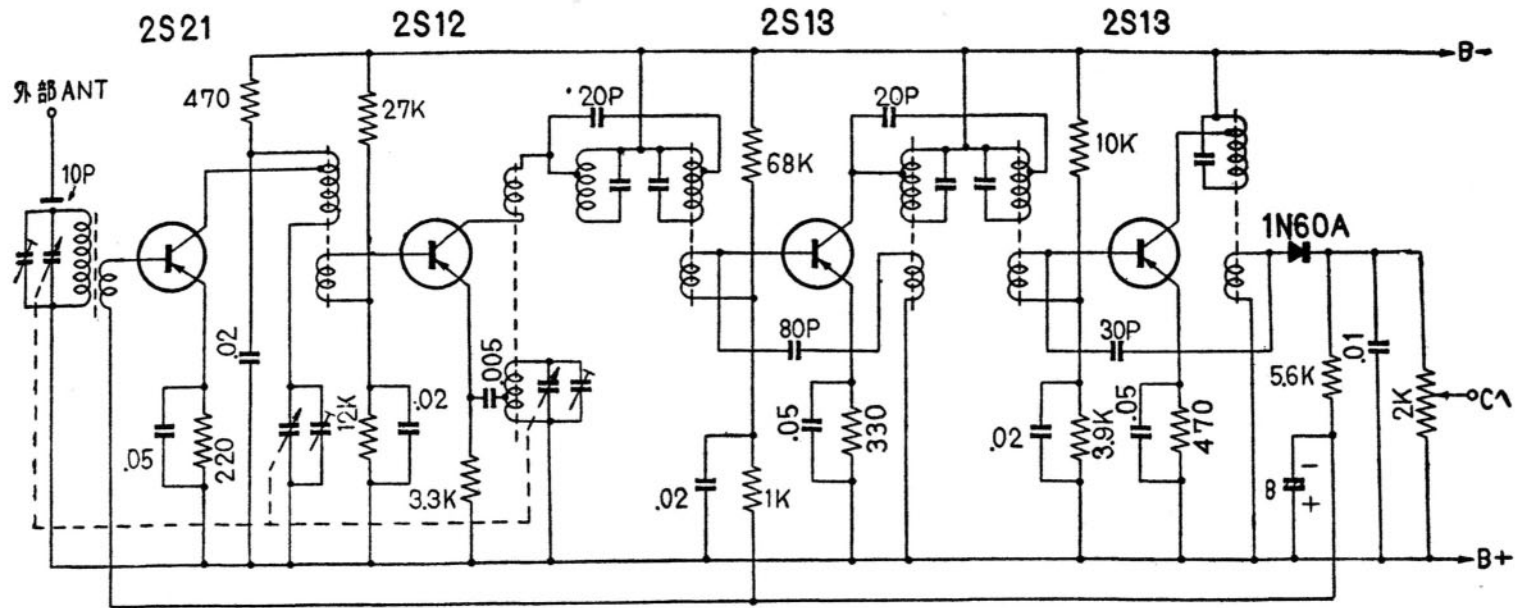 2S21
2S12
2S13
2S13
B-
外部ANT
470
27K
20P
20P
10P
68K
10K
1N60A
.02
.005
80P
30P
.01
5.6K
2K
Cへ
12K
.02
.05
220
3.3K
.02
1K
.05
330
.02
3.9K
.05
470
8
-
+
B+